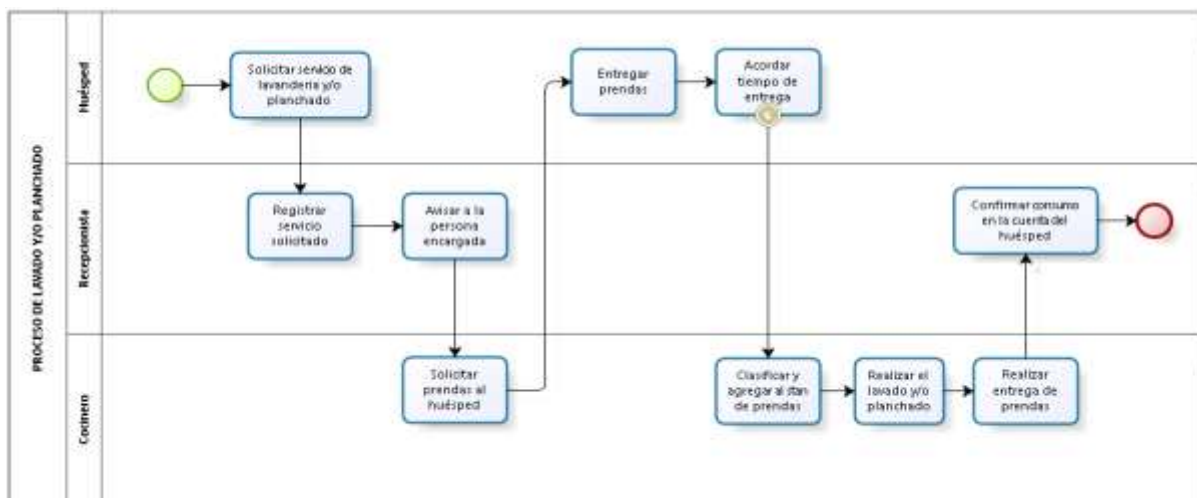 PROCESO DE LAVADO Y/O PLANCHADO
Huésped
Solicitar servicio de
lavandería y/o
planchado
Entregar
prendas
Acordar
tiempo de
entrega
Recepcionista
Registrar
servicio
solicitado
Avisar a la
persona
encargada
Confirmar consumo
en la cuenta del
huésped
Cocinero
Solicitar
prendas al
huésped
Clasificar y
agregar al stan
de prendas
Realizar el
lavado y/o
planchado
Realizar
entrega de
prendas